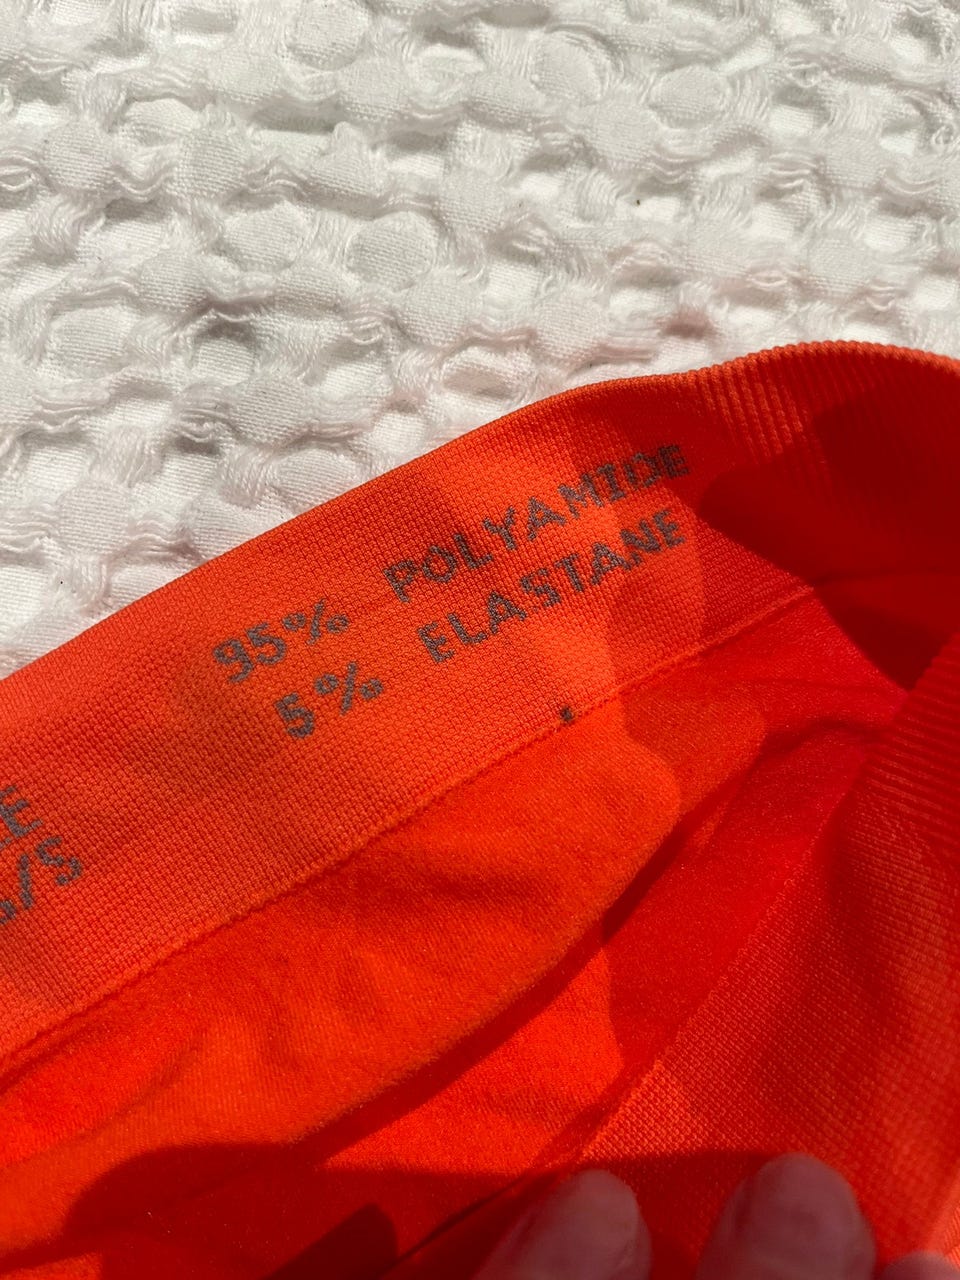 95% POLYAMIDE
5% ELASTANE
E
/S